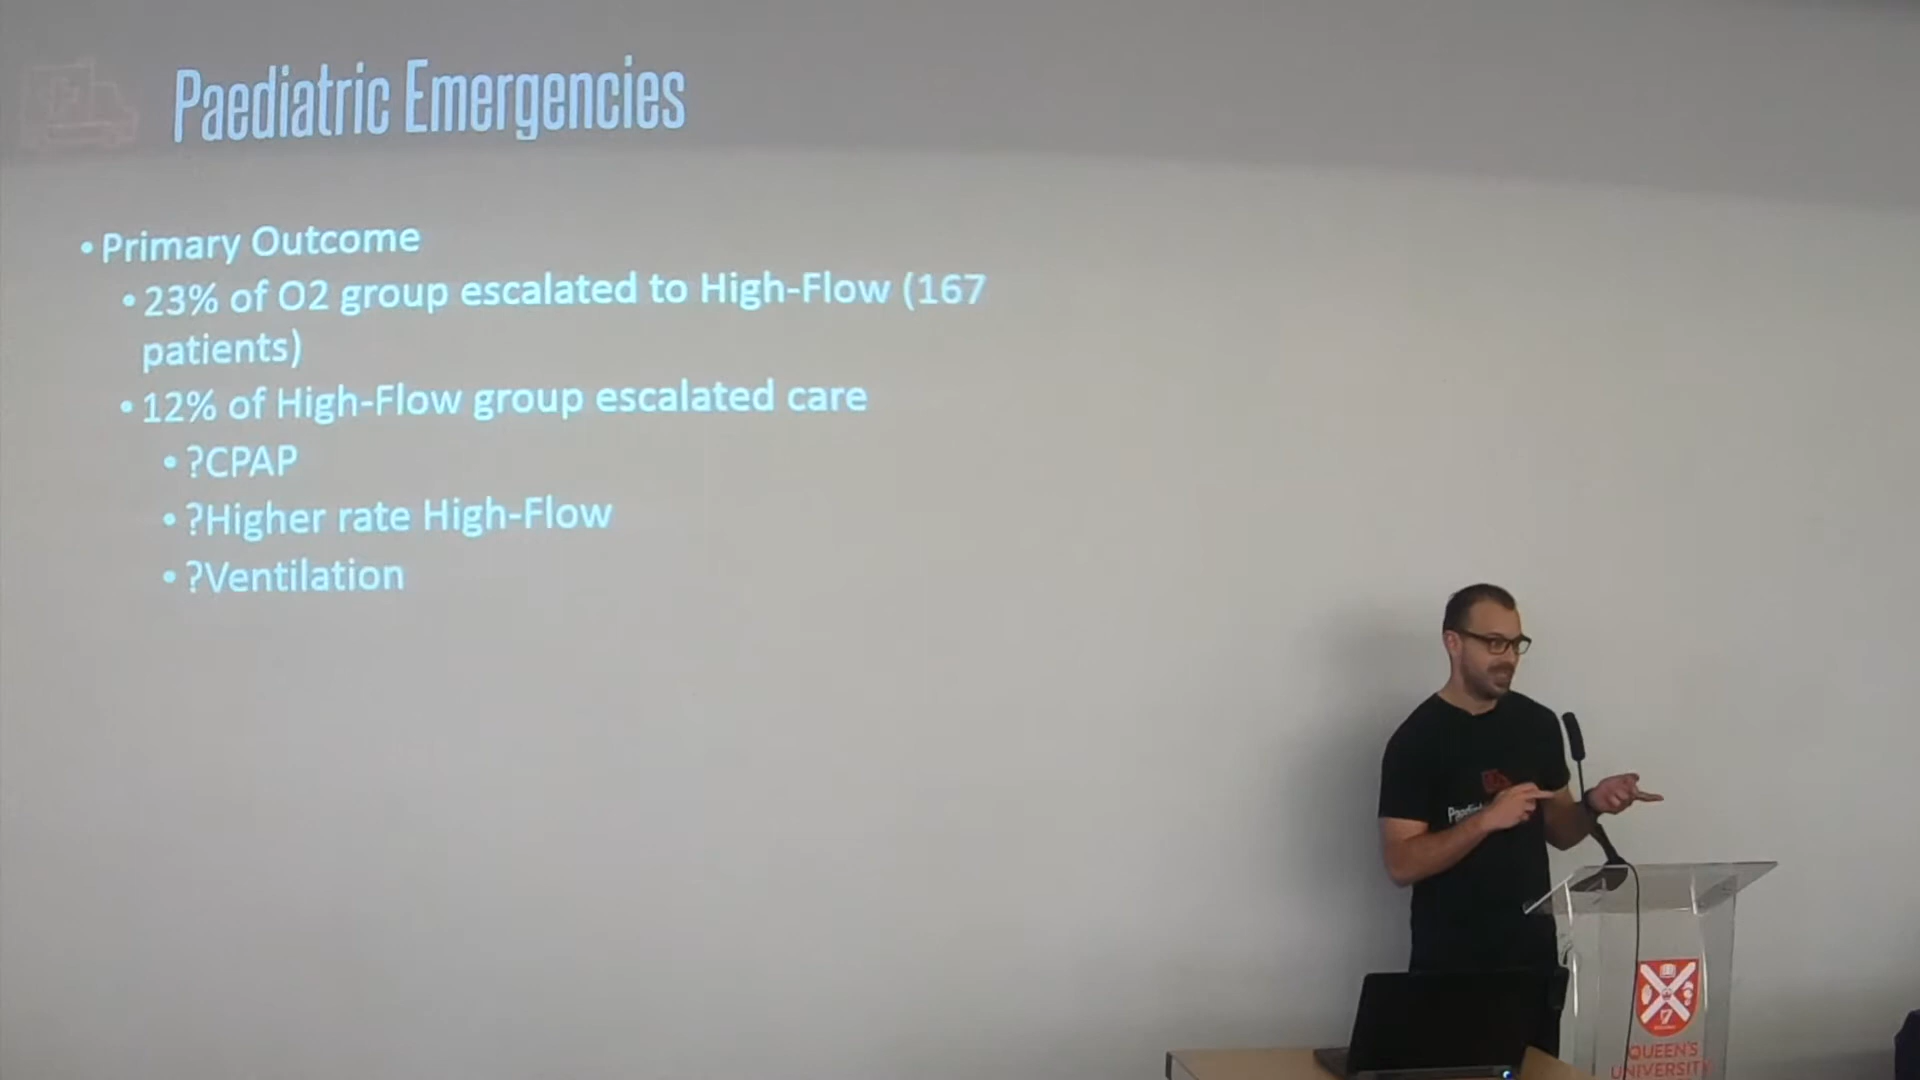 Paediatric Emergencies
• Primary Outcome
• 23% of O2 group escalated to High-Flow (167
patients)
• 12% of High-Flow group escalated care
• ?CPAP
• ?Higher rate High-Flow
• ?Ventilation
QUEEN'S
UNIVERSITY